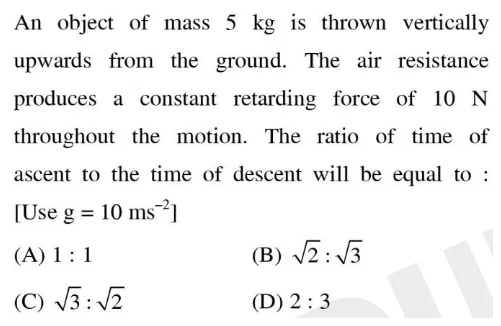 An object of mass 5 kg is thrown vertically
upwards from the ground. The air resistance
produces a constant retarding force of 10 N
throughout the motion. The ratio of time of
ascent to the time of descent will be equal to :
[Use g = 10 ms⁻²]
(A) 1 : 1 (B) √2 : √3
(C) √3 : √2 (D) 2 : 3